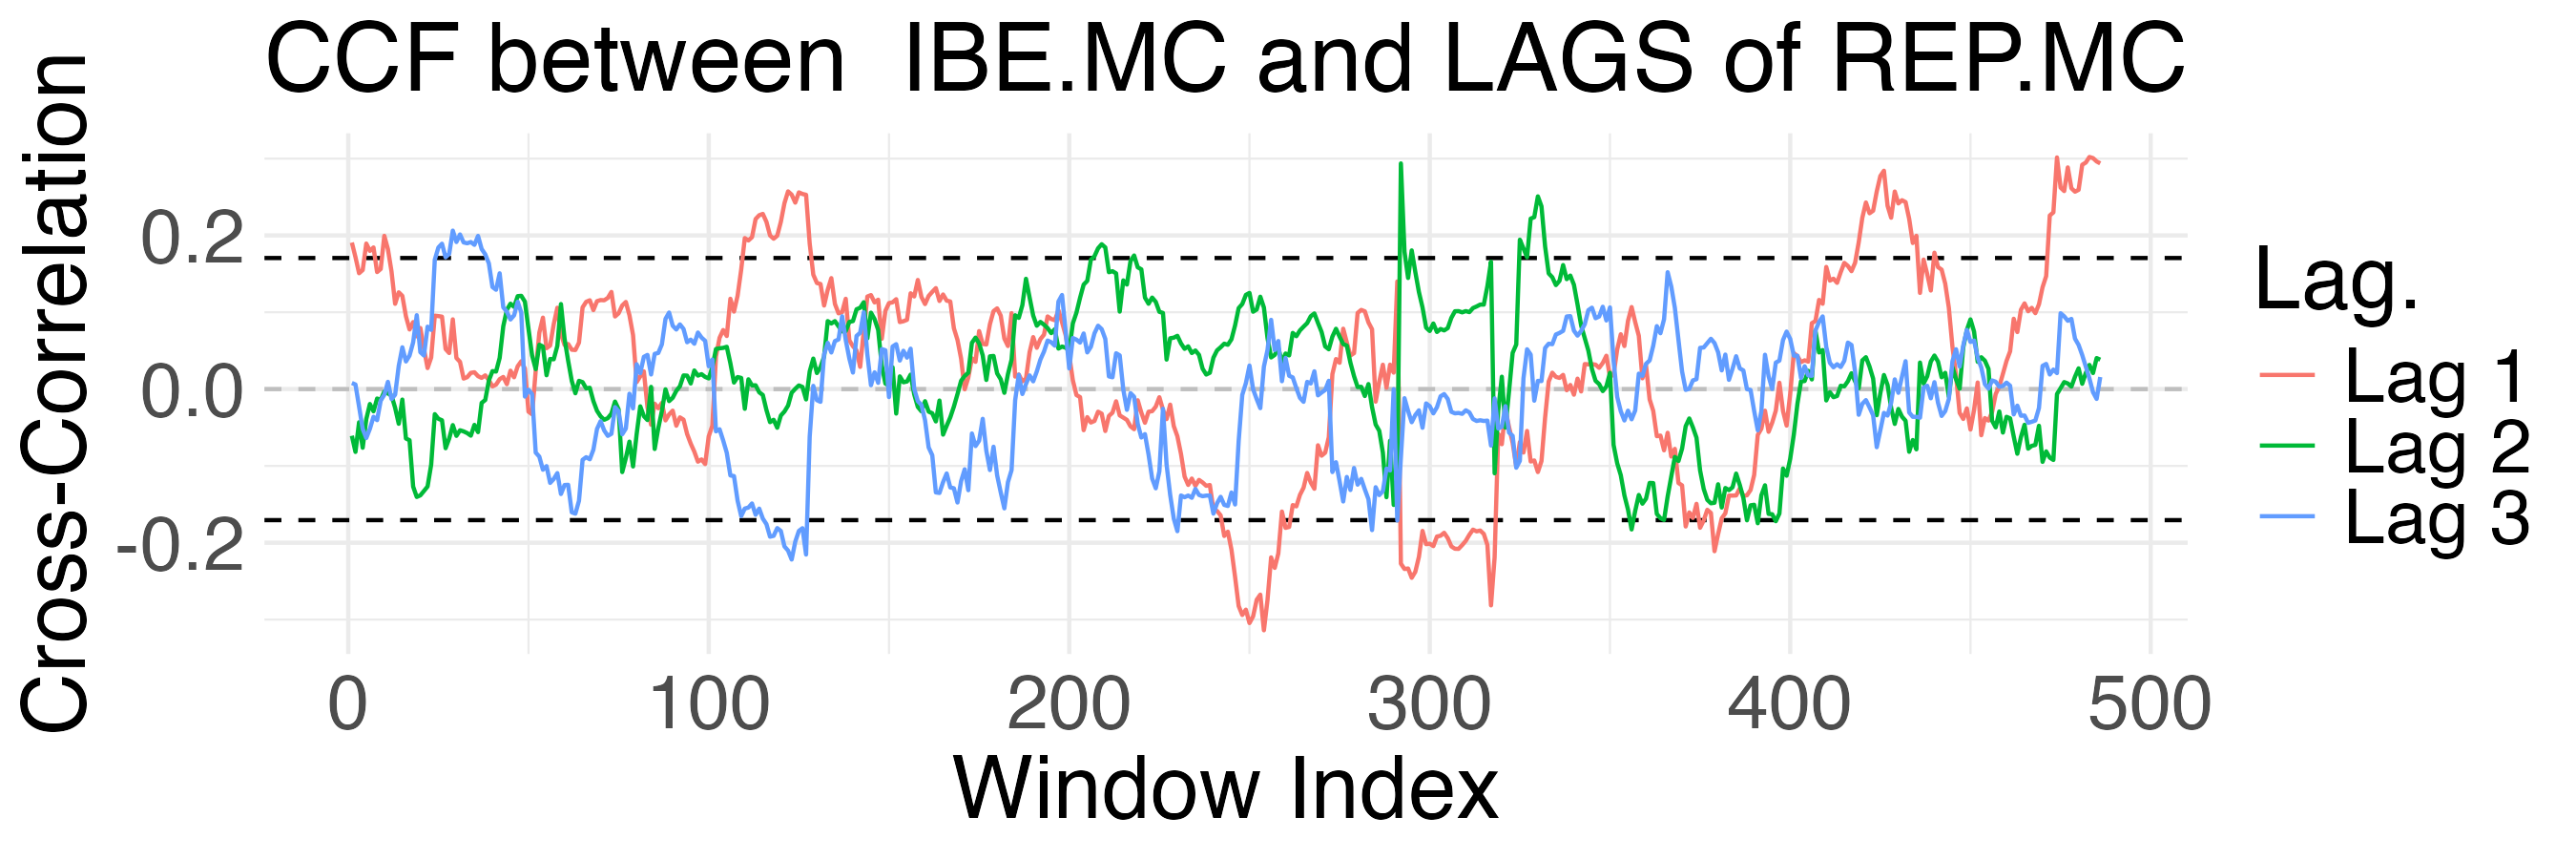 CCF between  IBE.MC and LAGS of REP.MC
Cross-Correlation
0.2
0.0
-0.2
0 100 200 300 400 500
Window Index
Lag.
Lag 1
Lag 2
Lag 3